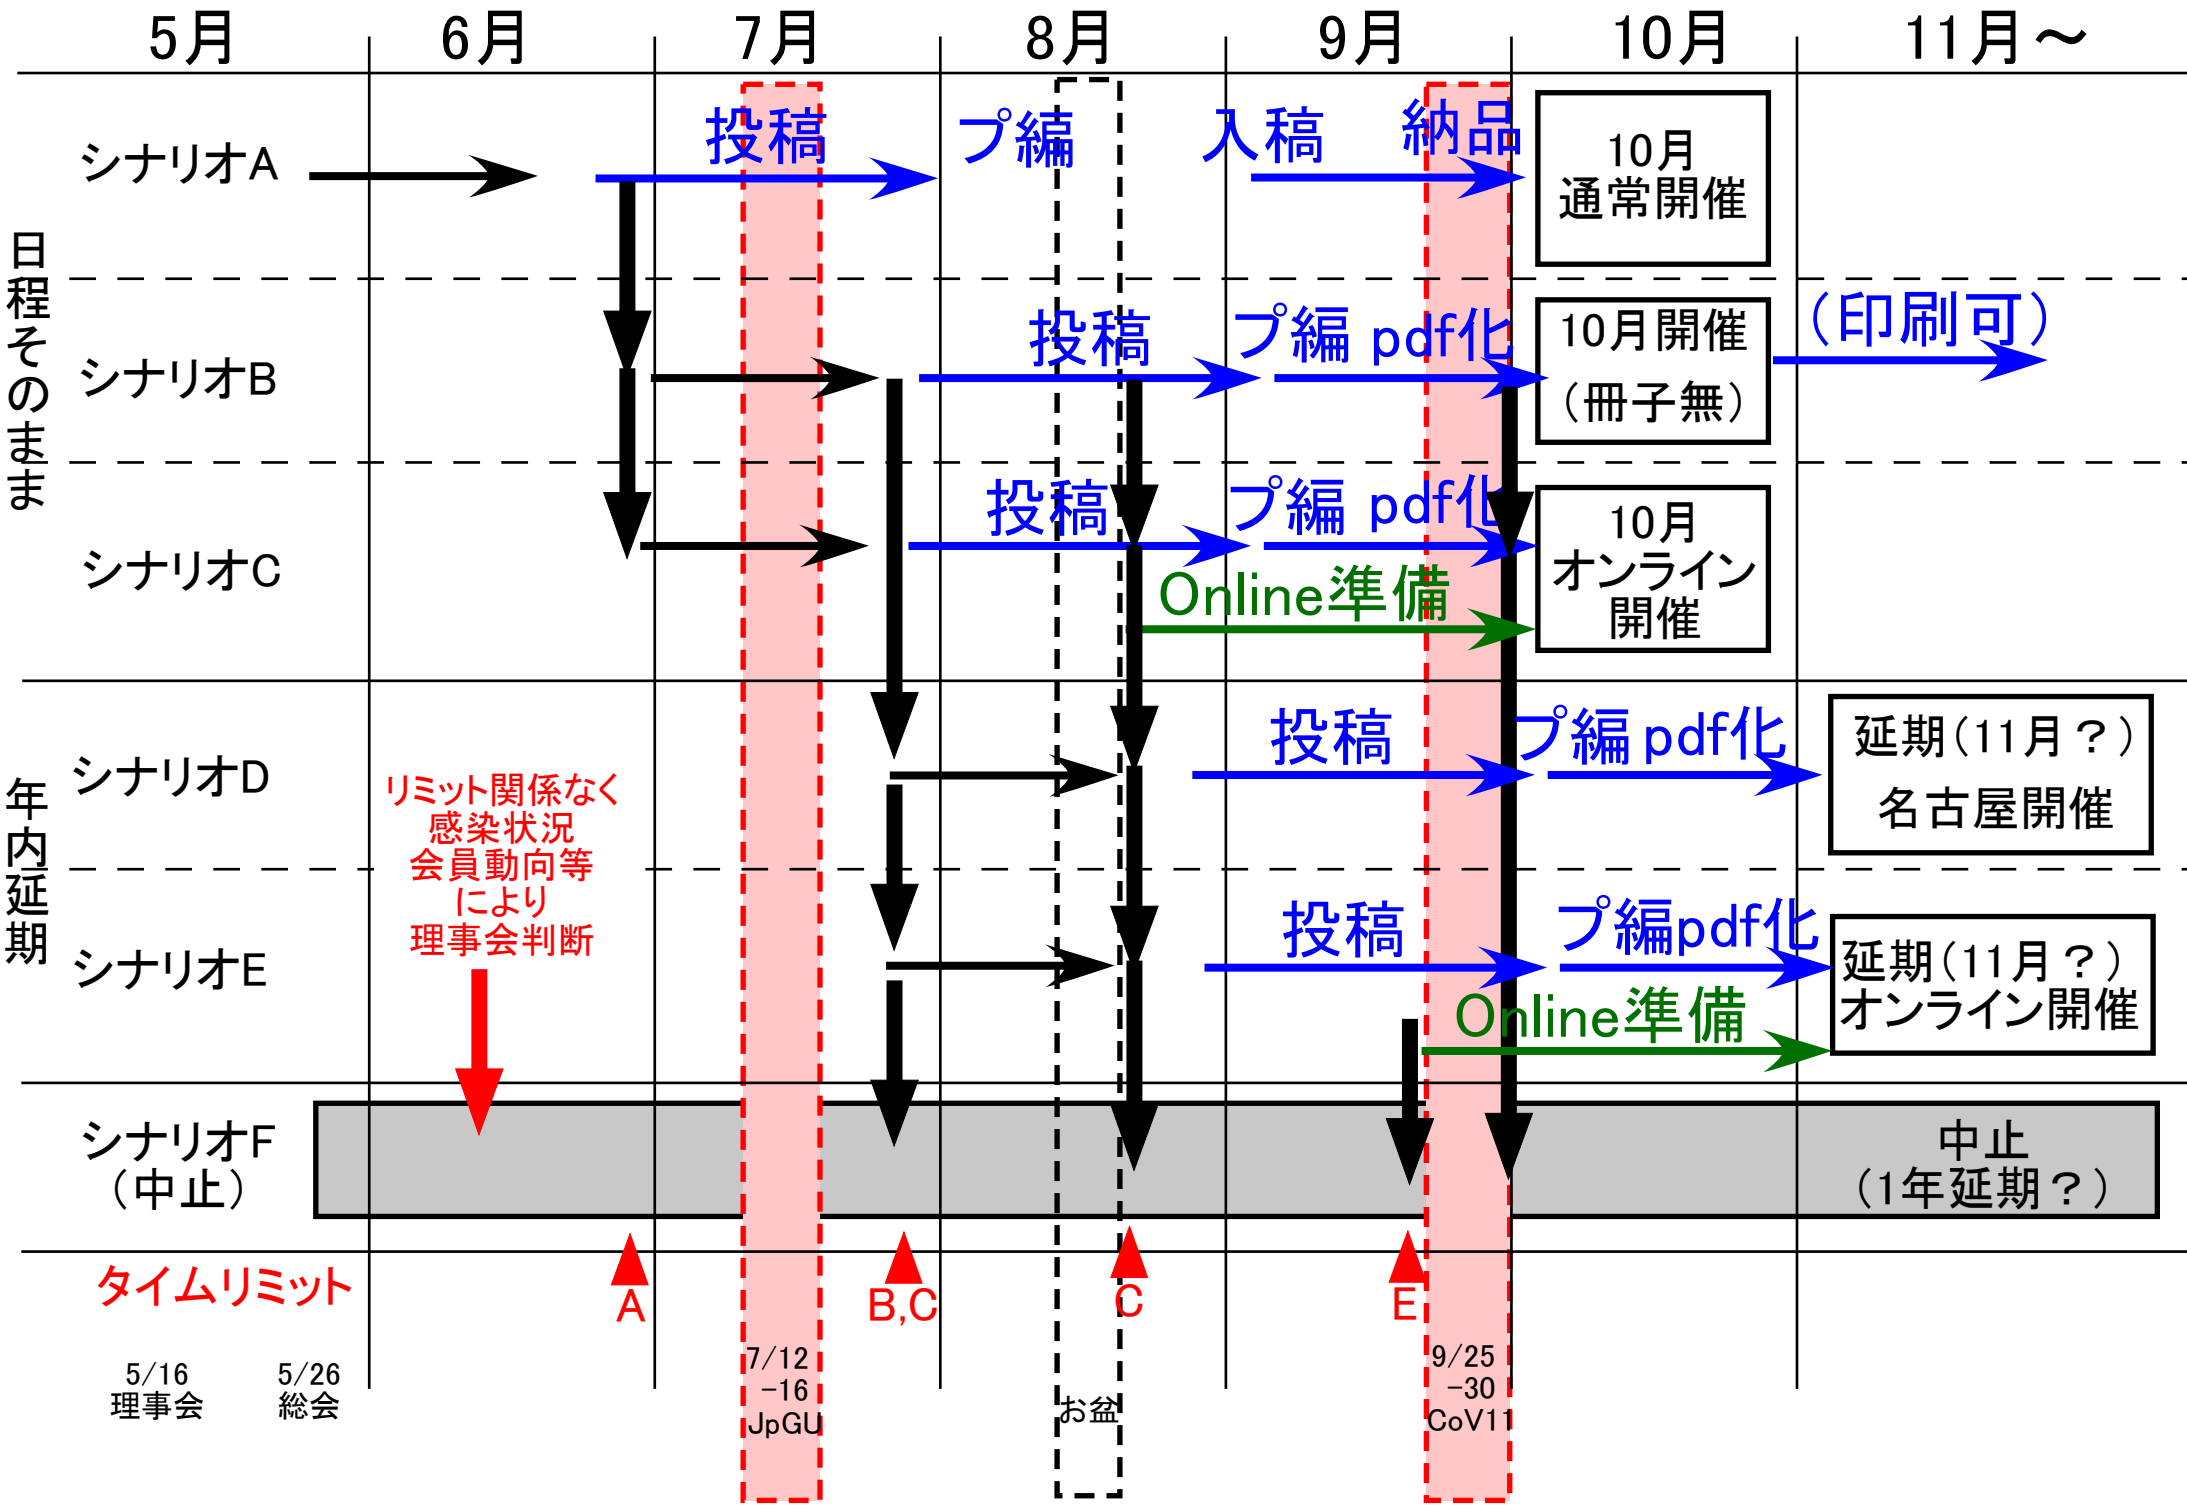 5月
6月
7月
8月
9月
10月
11月～
日程そのまま
シナリオA
投稿
プ編
入稿
納品
10月
通常開催
シナリオB
投稿
プ編 pdf化
10月開催
（冊子無）
（印刷可）
シナリオC
投稿
プ編 pdf化
Online準備
10月
オンライン
開催
年内延期
シナリオD
リミット関係なく
感染状況
会員動向等
により
理事会判断
投稿
プ編 pdf化
延期（11月？）
名古屋開催
シナリオE
投稿
プ編pdf化
Online準備
延期（11月？）
オンライン開催
シナリオF
（中止）
中止
（1年延期？）
タイムリミット
A
B,C
C
E
5/16
理事会
5/26
総会
7/12
-16
JpGU
お盆
9/25
-30
CoV11